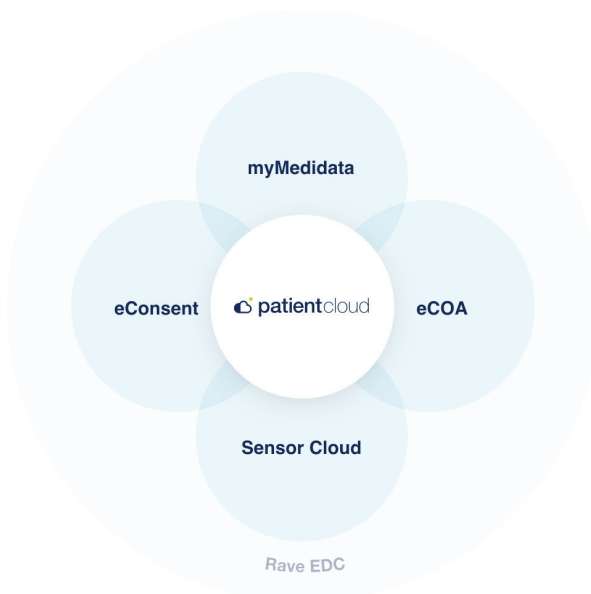 myMedidata
eConsent
patientcloud
eCOA
Sensor Cloud
Rave EDC